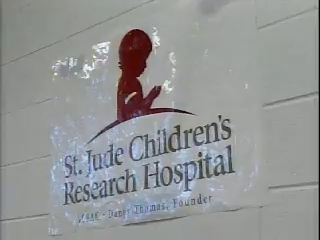 St. Jude Children's
Research Hospital
Danny Thomas, Founder